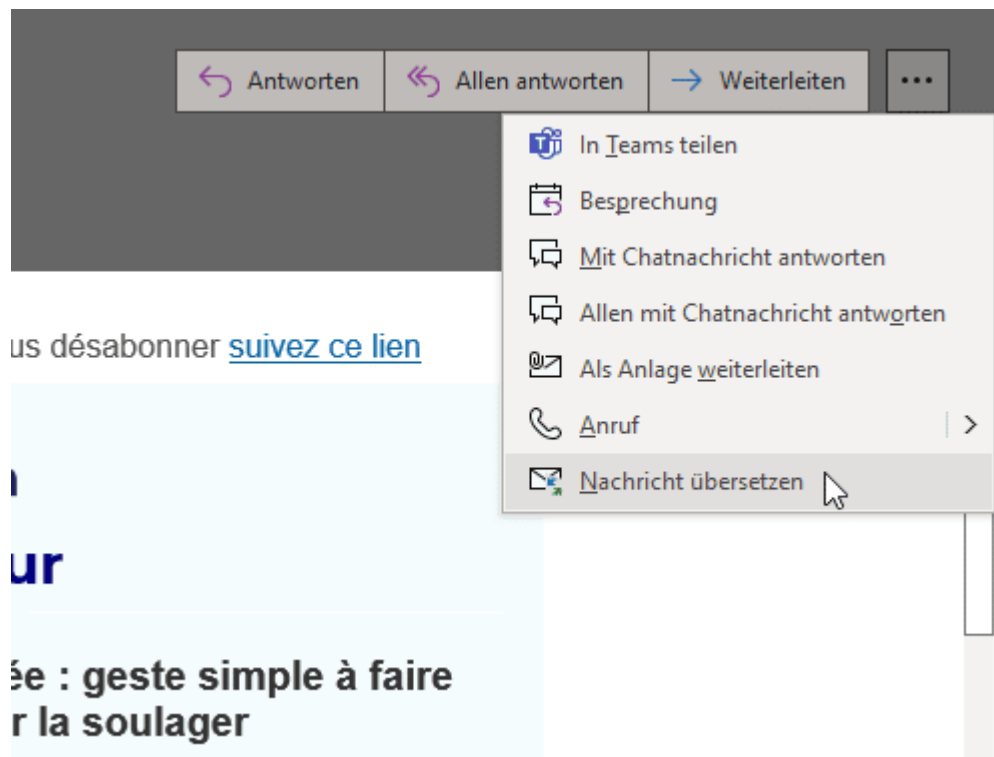 Antworten
Allen antworten
Weiterleiten
In Teams teilen
Besprechung
Mit Chatnachricht antworten
Allen mit Chatnachricht antworten
Als Anlage weiterleiten
Anruf
Nachricht übersetzen
us désabonner suivez ce lien
ur
ée : geste simple à faire
r la soulager